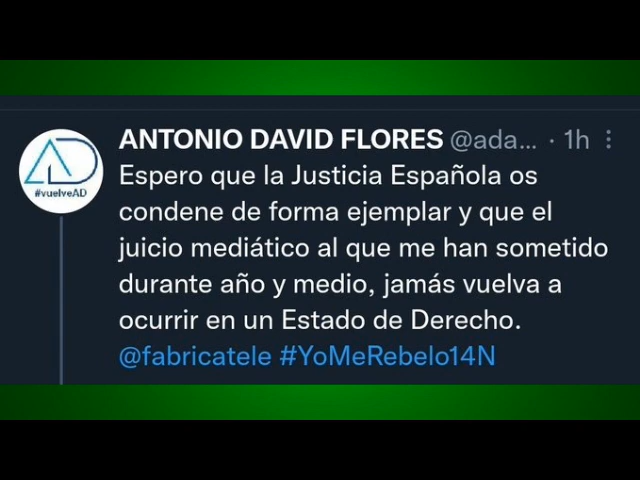 ANTONIO DAVID FLORES @ada... · 1h
Espero que la Justicia Española os
condene de forma ejemplar y que el
juicio mediático al que me han sometido
durante año y medio, jamás vuelva a
ocurrir en un Estado de Derecho.
@fabricatele #YoMeRebelo14N
AD
#vuelveAD